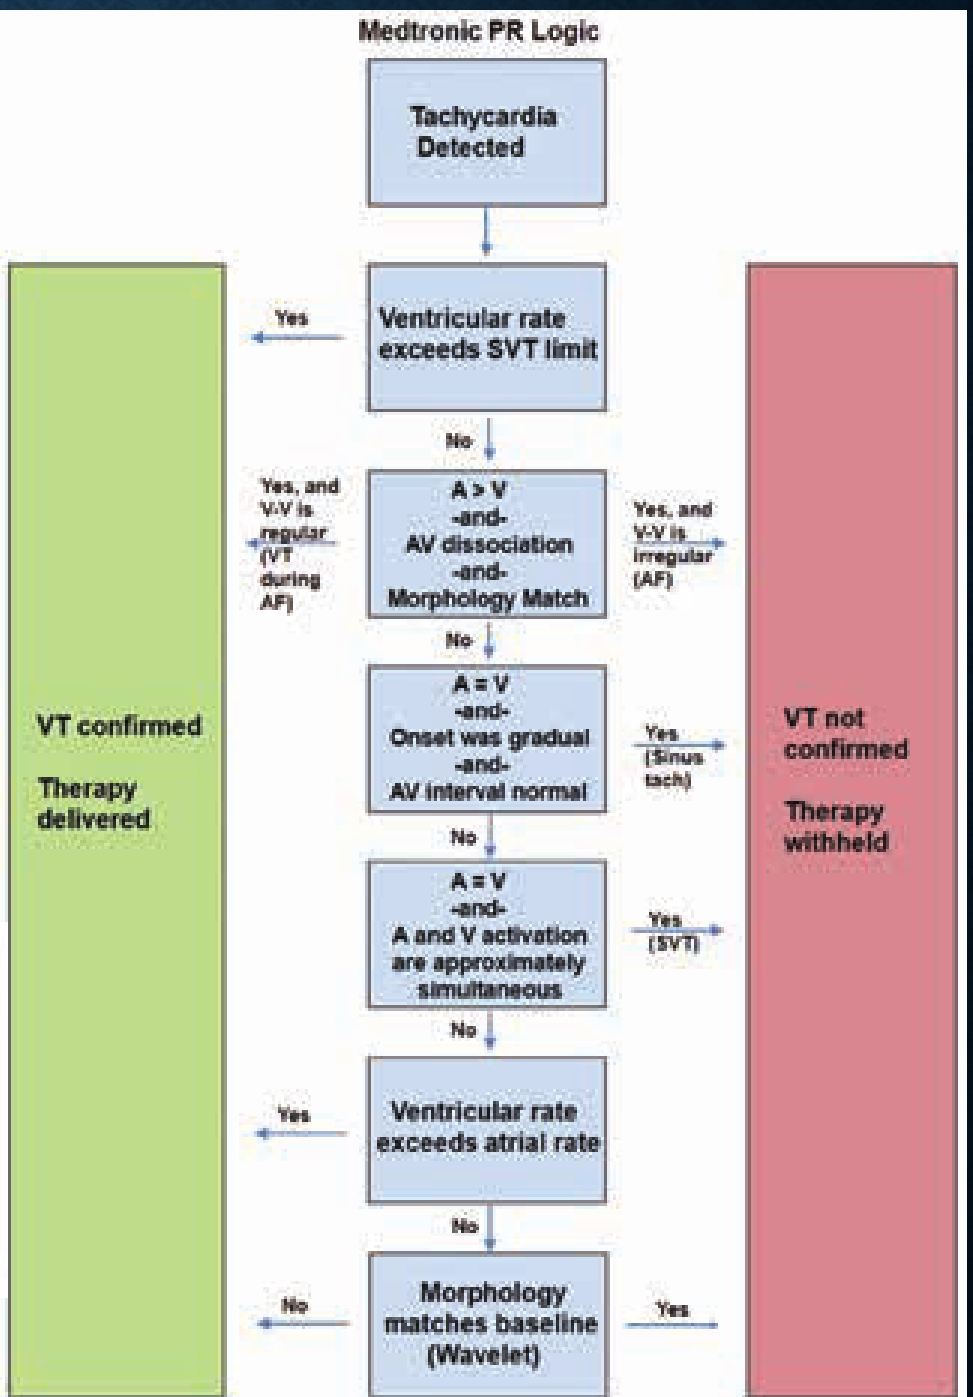 Medtronic PR Logic
Tachycardia
Detected
Yes
Ventricular rate
exceeds SVT limit
No
Yes, and
V-V is
regular
(VT
during
AF)
A > V
-and-
AV dissociation
-and-
Morphology Match
Yes, and
V-V is
irregular
(AF)
No
A = V
-and-
Onset was gradual
-and-
AV interval normal
Yes
(Sinus
tach)
VT confirmed
Therapy
delivered
VT not
confirmed
Therapy
withheld
No
A = V
-and-
A and V activation
are approximately
simultaneous
Yes
(SVT)
No
Yes
Ventricular rate
exceeds atrial rate
No
No
Morphology
matches baseline
(Wavelet)
Yes